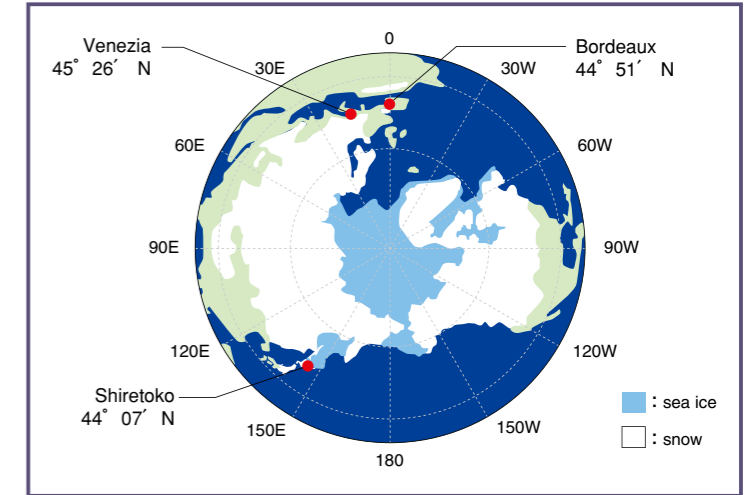 Venezia
45° 26′ N
Bordeaux
44° 51′ N
0
30E
30W
60E
60W
90E
90W
120E
120W
Shiretoko
44° 07′ N
150E
150W
180
: sea ice
: snow